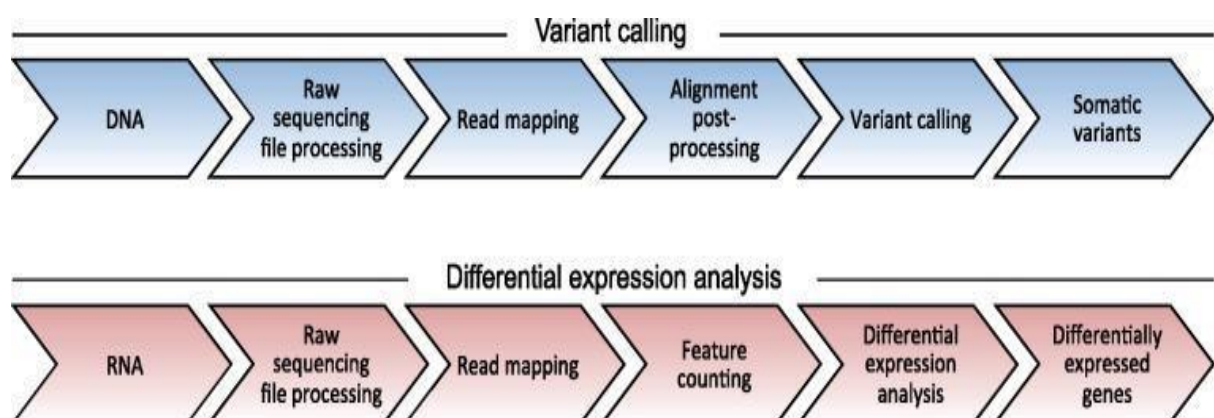 Variant calling
DNA
Raw
sequencing
file processing
Read mapping
Alignment
post-
processing
Variant calling
Somatic
variants
Differential expression analysis
RNA
Raw
sequencing
file processing
Read mapping
Feature
counting
Differential
expression
analysis
Differentially
expressed
genes